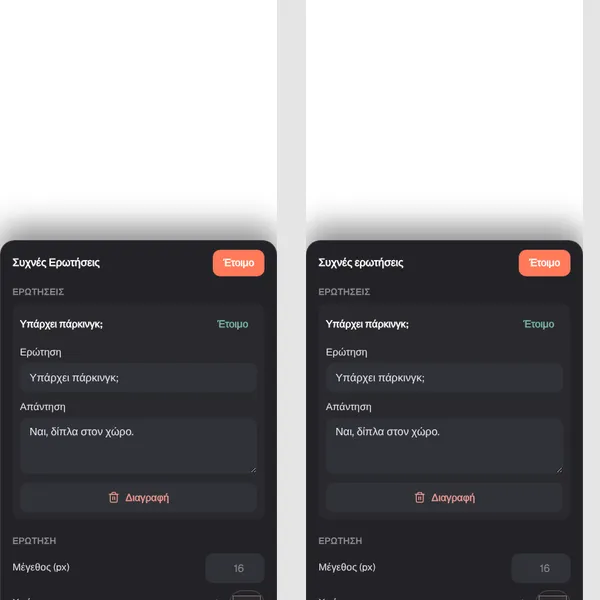 Συχνές Ερωτήσεις
Έτοιμο
ΕΡΩΤΗΣΕΙΣ
Υπάρχει πάρκινγκ;
Έτοιμο
Ερώτηση
Υπάρχει πάρκινγκ;
Απάντηση
Ναι, δίπλα στον χώρο.
Διαγραφή
ΕΡΩΤΗΣΗ
Μέγεθος (px)
16
Συχνές ερωτήσεις
Έτοιμο
ΕΡΩΤΗΣΕΙΣ
Υπάρχει πάρκινγκ;
Έτοιμο
Ερώτηση
Υπάρχει πάρκινγκ;
Απάντηση
Ναι, δίπλα στον χώρο.
Διαγραφή
ΕΡΩΤΗΣΗ
Μέγεθος (px)
16